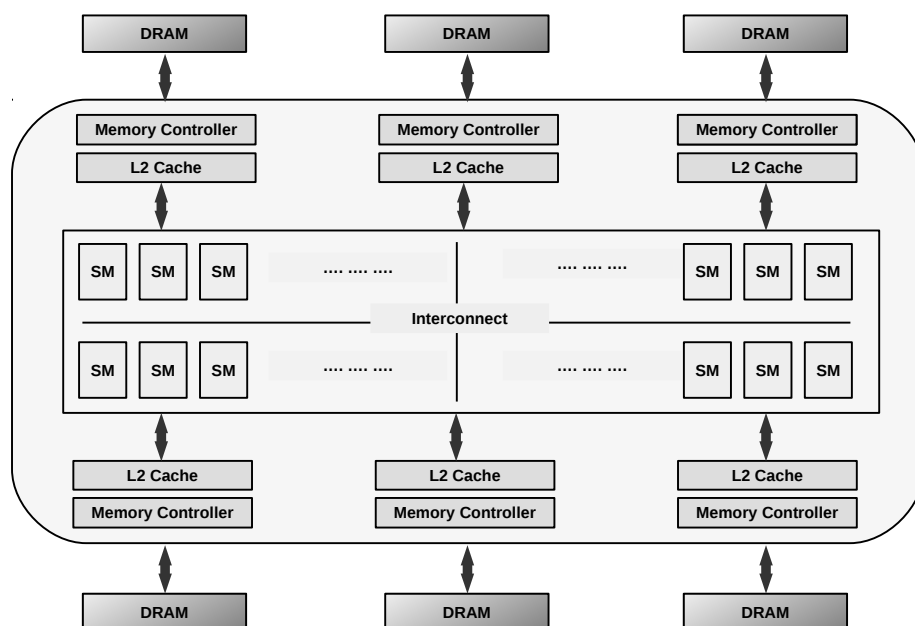 DRAM DRAM DRAM
Memory Controller Memory Controller Memory Controller
L2 Cache L2 Cache L2 Cache
SM SM SM .... .... .... .... .... .... SM SM SM
Interconnect
SM SM SM .... .... .... .... .... .... SM SM SM
L2 Cache L2 Cache L2 Cache
Memory Controller Memory Controller Memory Controller
DRAM DRAM DRAM